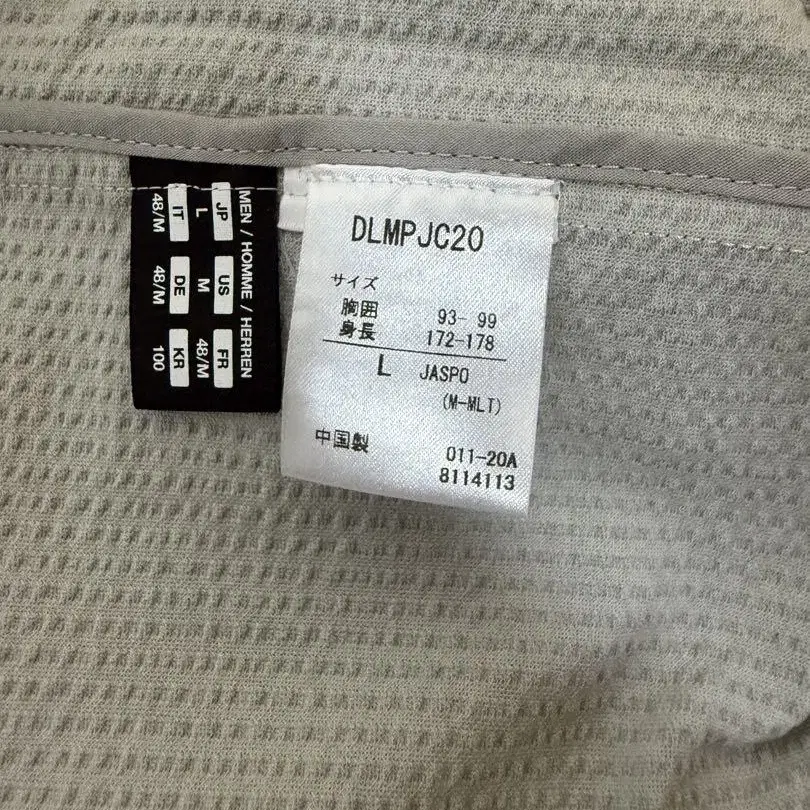 MEN / HOMME / HERREN
JP US FR
L M 48/M
IT DE KR
48/M 48/M 100
DLMPJC20
サイズ
胸囲 93- 99
身長 172-178
L JASPO
(M-MLT)
中国製 011-20A
8114113